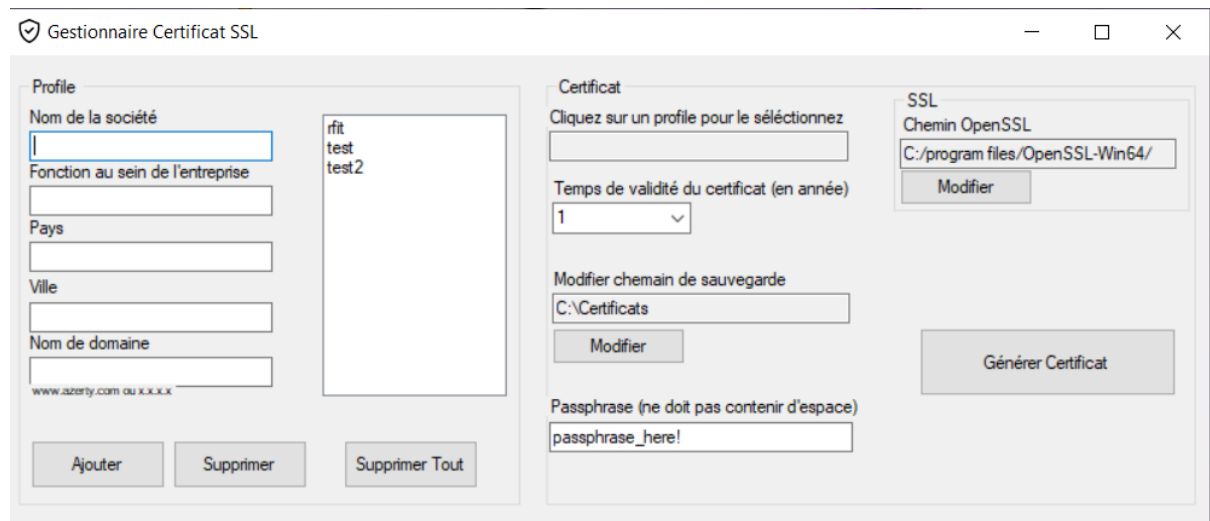 Gestionnaire Certificat SSL
Profile
Nom de la société
Fonction au sein de l'entreprise
Pays
Ville
Nom de domaine
www.azerty.com ou x.x.x.x
rfit
test
test2
Ajouter
Supprimer
Supprimer Tout
Certificat
Cliquez sur un profile pour le séléctionnez
Temps de validité du certificat (en année)
1
Modifier chemain de sauvegarde
C:\Certificats
Modifier
Passphrase (ne doit pas contenir d'espace)
passphrase_here!
SSL
Chemin OpenSSL
C:/program files/OpenSSL-Win64/
Modifier
Générer Certificat